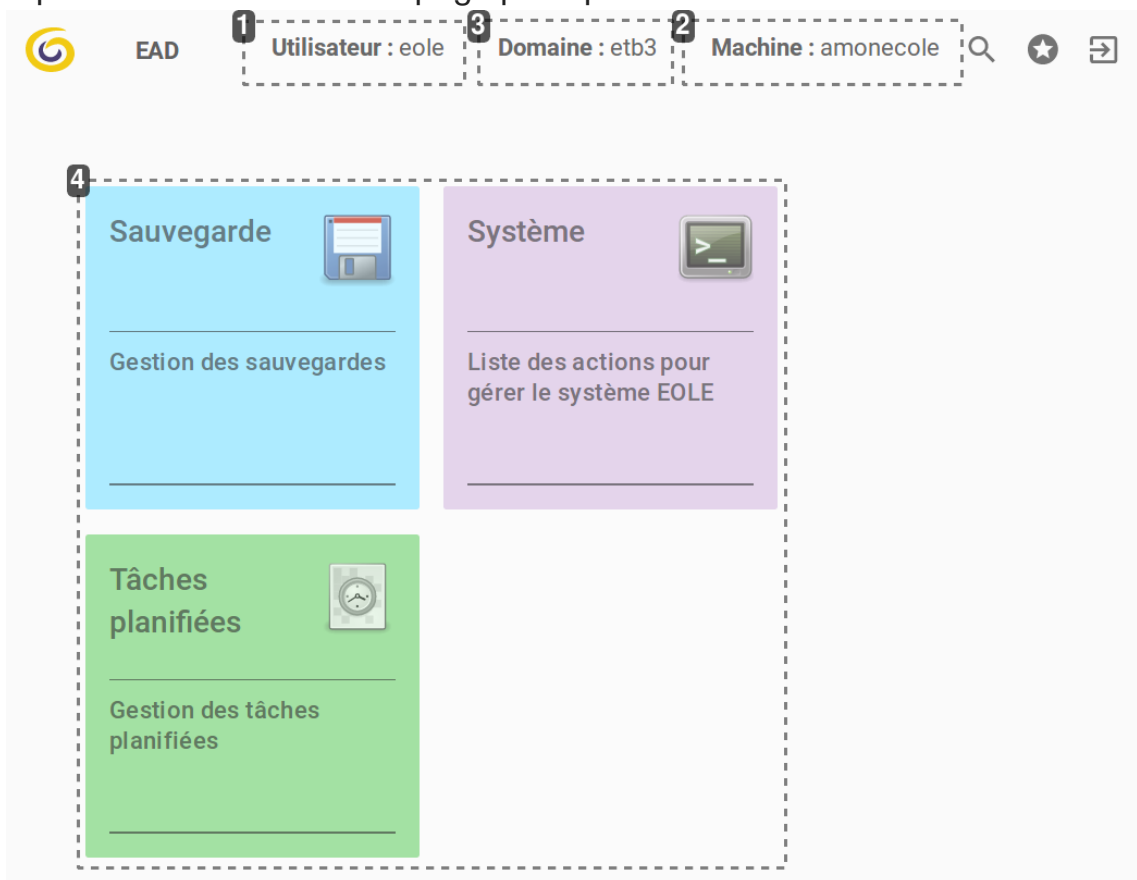 EAD
1
Utilisateur : eole
3
Domaine : etb3
2
Machine : amonecole
4
Sauvegarde
Gestion des sauvegardes
Système
>_
Liste des actions pour
gérer le système EOLE
Tâches
planifiées
Gestion des tâches
planifiées